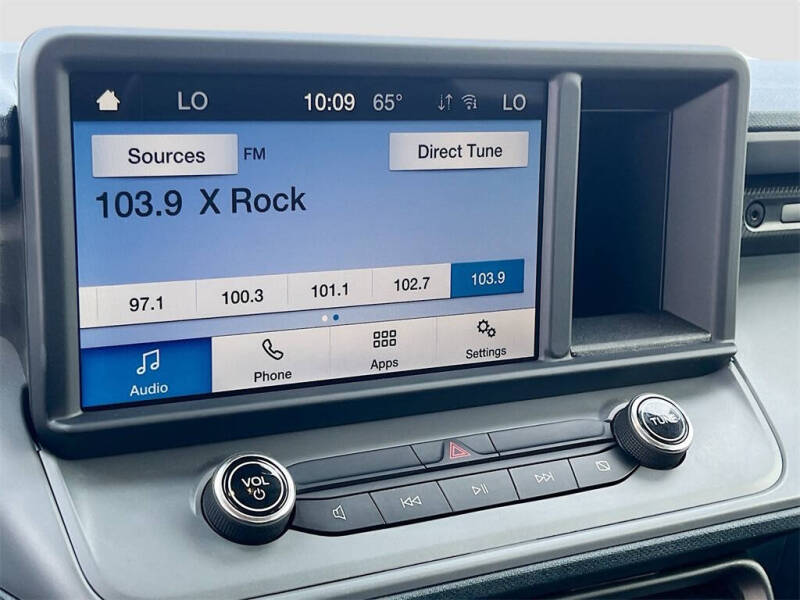 LO 10:09 65° LO
Sources FM Direct Tune
103.9 X Rock
97.1 100.3 101.1 102.7 103.9
Audio Phone Apps Settings
VOL TUNE